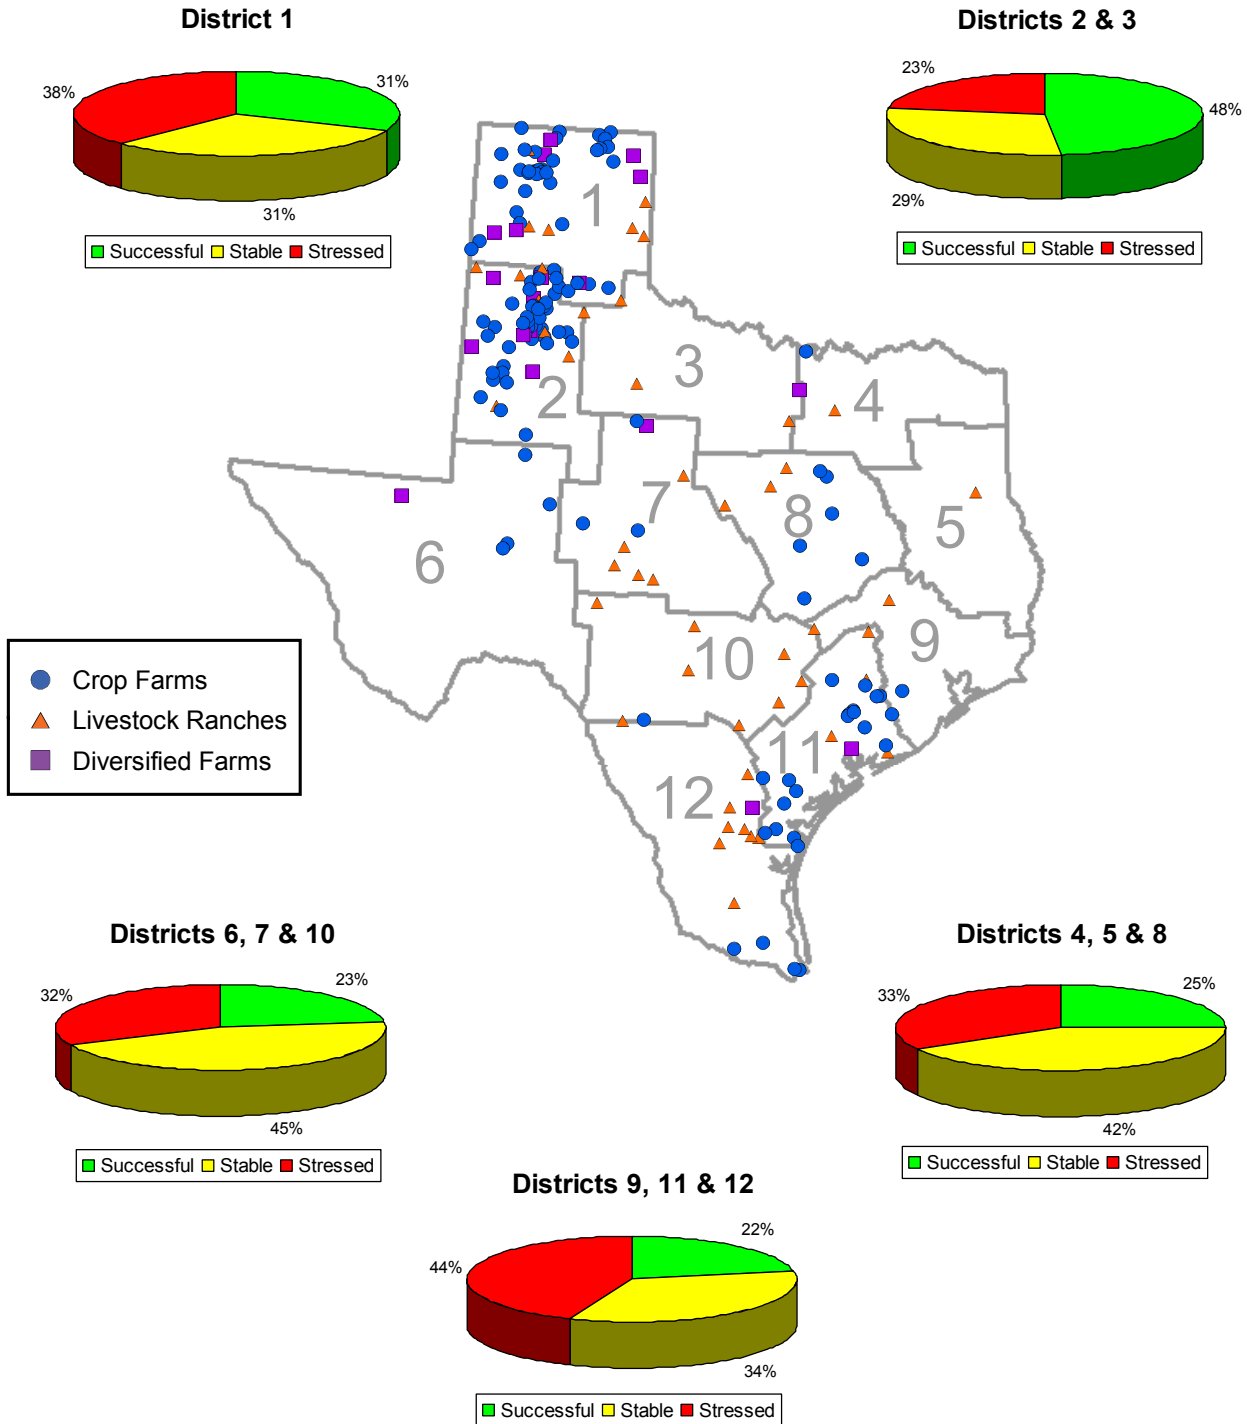 District 1
Districts 2 & 3
38%
31%
31%
Successful Stable Stressed
23%
48%
29%
Successful Stable Stressed
1
2
3
4
5
6
7
8
9
10
11
12
Crop Farms
Livestock Ranches
Diversified Farms
Districts 6, 7 & 10
32%
23%
45%
Successful Stable Stressed
Districts 4, 5 & 8
33%
25%
42%
Successful Stable Stressed
Districts 9, 11 & 12
44%
22%
34%
Successful Stable Stressed